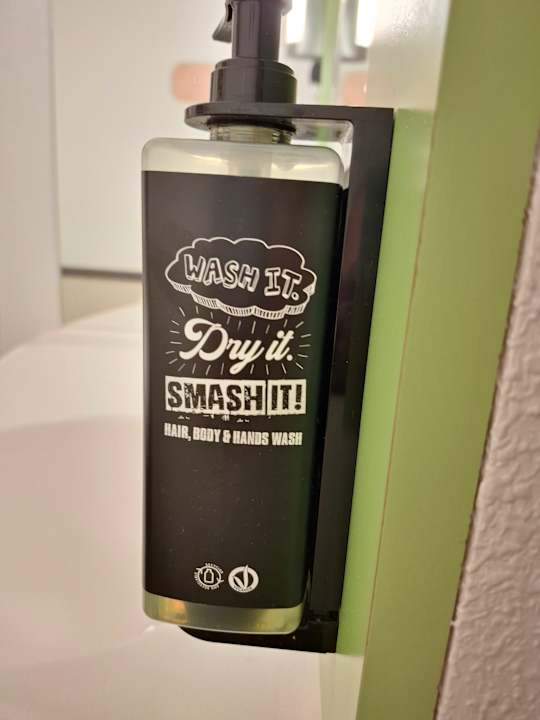 WASH IT.
Dry it.
SMASH IT!
HAIR, BODY & HANDS WASH